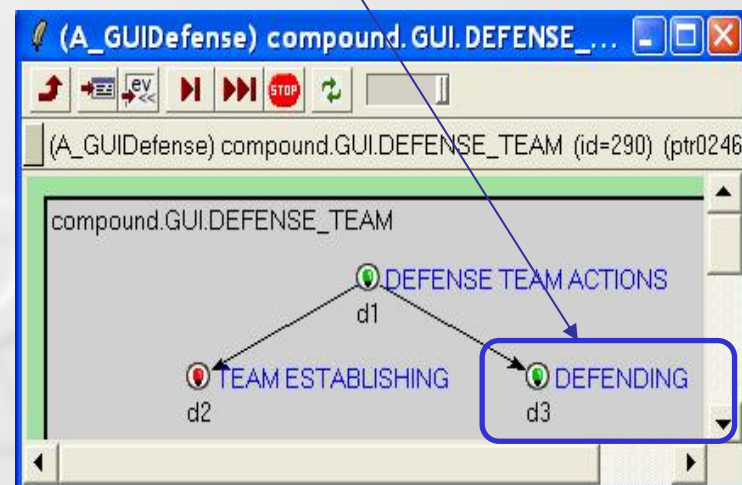 (A_GUIDefense) compound.GUI.DEFENSE_...
ev
<<
STOP
(A_GUIDefense) compound.GUI.DEFENSE_TEAM (id=290) (ptr0246
compound.GUI.DEFENSE_TEAM
DEFENSE TEAM ACTIONS
d1
TEAM ESTABLISHING
DEFENDING
d2
d3